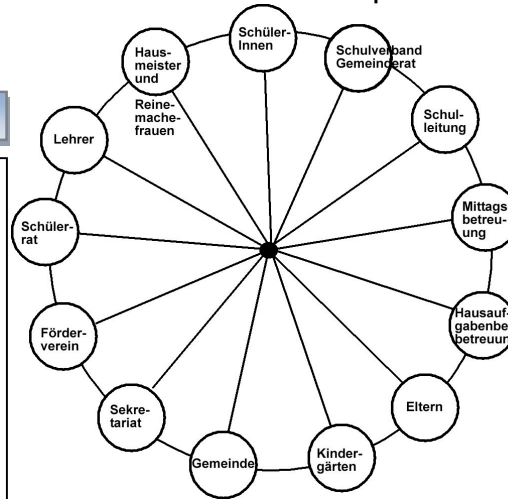 Schüler-
Innen
Schulverband
Gemeinderat
Schul-
leitung
Mittags
betreu-
ung
Hausauf-
gabenbe
betreuun
Eltern
Kinder-
gärten
Gemeinde
Sekre-
tariat
Förder-
verein
Schüler-
rat
Lehrer
Haus-
meister
und
Reine-
mache-
frauen